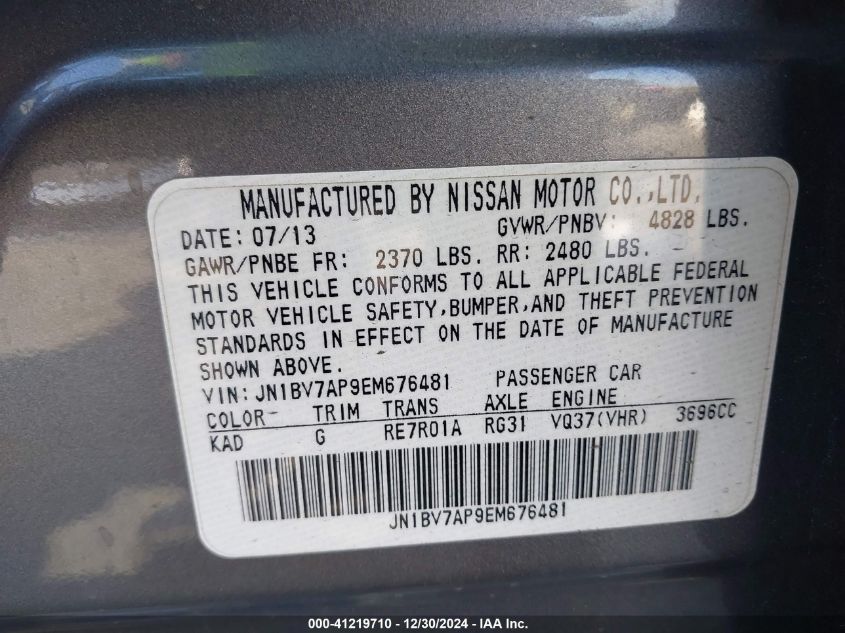 MANUFACTURED BY NISSAN MOTOR CO.,LTD.
DATE: 07/13 GVWR/PNBV: 4828 LBS.
GAWR/PNBE FR: 2370 LBS. RR: 2480 LBS.
THIS VEHICLE CONFORMS TO ALL APPLICABLE FEDERAL
MOTOR VEHICLE SAFETY,BUMPER,AND THEFT PREVENTION
STANDARDS IN EFFECT ON THE DATE OF MANUFACTURE
SHOWN ABOVE.
VIN: JN1BV7AP9EM676481 PASSENGER CAR
COLOR TRIM TRANS AXLE ENGINE
KAD G RE7R01A RG31 VQ37(VHR) 3696CC
JN1BV7AP9EM676481
000-41219710 - 12/30/2024 - IAA Inc.